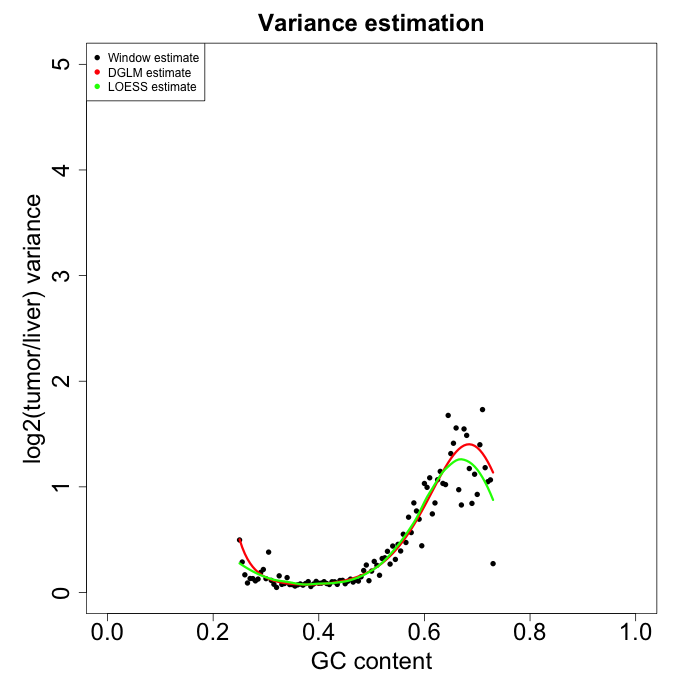 Variance estimation
Window estimate
DGLM estimate
LOESS estimate
log2(tumor/liver) variance
5
4
3
2
1
0
0.0 0.2 0.4 0.6 0.8 1.0
GC content